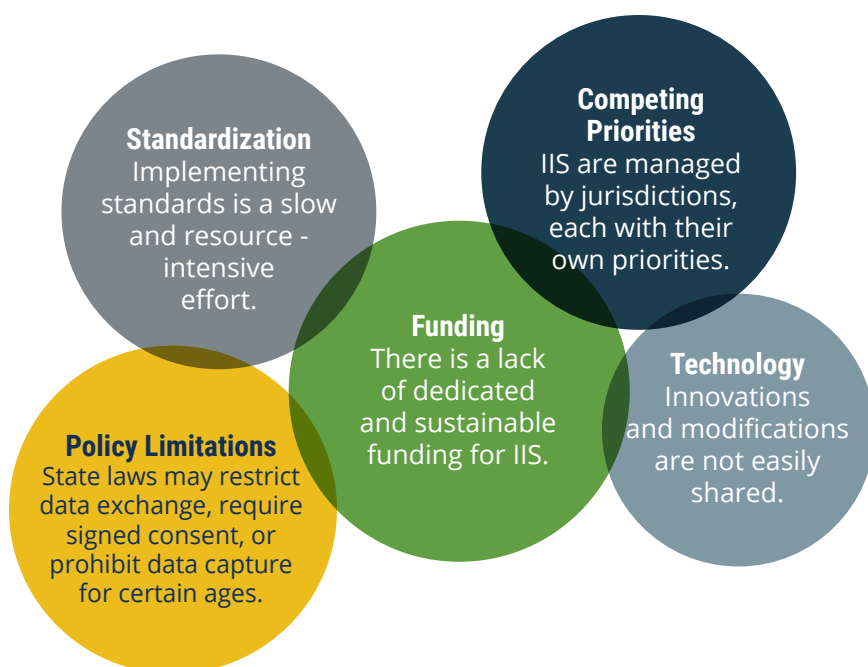 Standardization
Implementing
standards is a slow
and resource -
intensive
effort.
Competing
Priorities
IIS are managed
by jurisdictions,
each with their
own priorities.
Funding
There is a lack
of dedicated
and sustainable
funding for IIS.
Technology
Innovations
and modifications
are not easily
shared.
Policy Limitations
State laws may restrict
data exchange, require
signed consent, or
prohibit data capture
for certain ages.